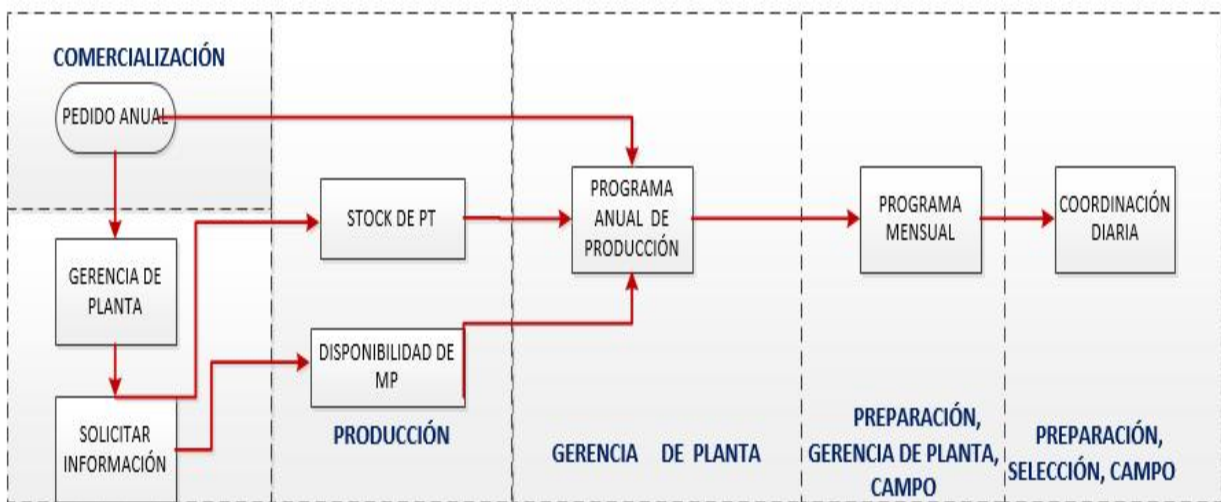 COMERCIALIZACIÓN
PEDIDO ANUAL
GERENCIA DE
PLANTA
SOLICITAR
INFORMACIÓN
STOCK DE PT
DISPONIBILIDAD DE
MP
PRODUCCIÓN
PROGRAMA
ANUAL DE
PRODUCCIÓN
GERENCIA DE PLANTA
PROGRAMA
MENSUAL
PREPARACIÓN,
GERENCIA DE PLANTA,
CAMPO
COORDINACIÓN
DIARIA
PREPARACIÓN,
SELECCIÓN, CAMPO